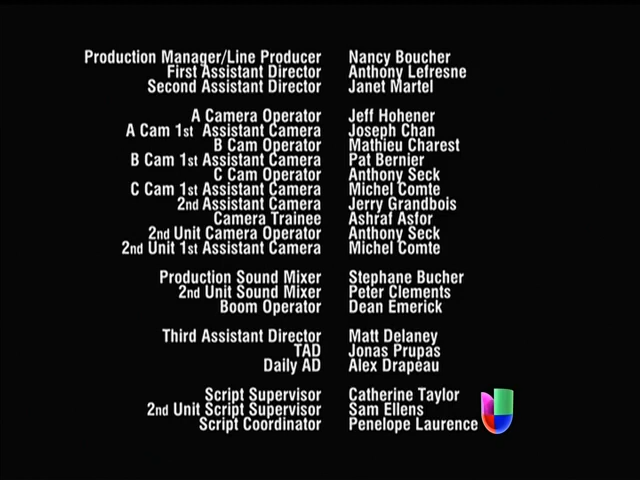 Production Manager/Line Producer Nancy Boucher
First Assistant Director Anthony Lefresne
Second Assistant Director Janet Martel
A Camera Operator Jeff Hohener
A Cam 1st Assistant Camera Joseph Chan
B Cam Operator Mathieu Charest
B Cam 1st Assistant Camera Pat Bernier
C Cam Operator Anthony Seck
C Cam 1st Assistant Camera Michel Comte
2nd Assistant Camera Jerry Grandbois
Camera Trainee Ashraf Asfor
2nd Unit Camera Operator Anthony Seck
2nd Unit 1st Assistant Camera Michel Comte
Production Sound Mixer Stephane Bucher
2nd Unit Sound Mixer Peter Clements
Boom Operator Dean Emerick
Third Assistant Director Matt Delaney
TAD Jonas Prupas
Daily AD Alex Drapeau
Script Supervisor Catherine Taylor
2nd Unit Script Supervisor Sam Ellens
Script Coordinator Penelope Laurence